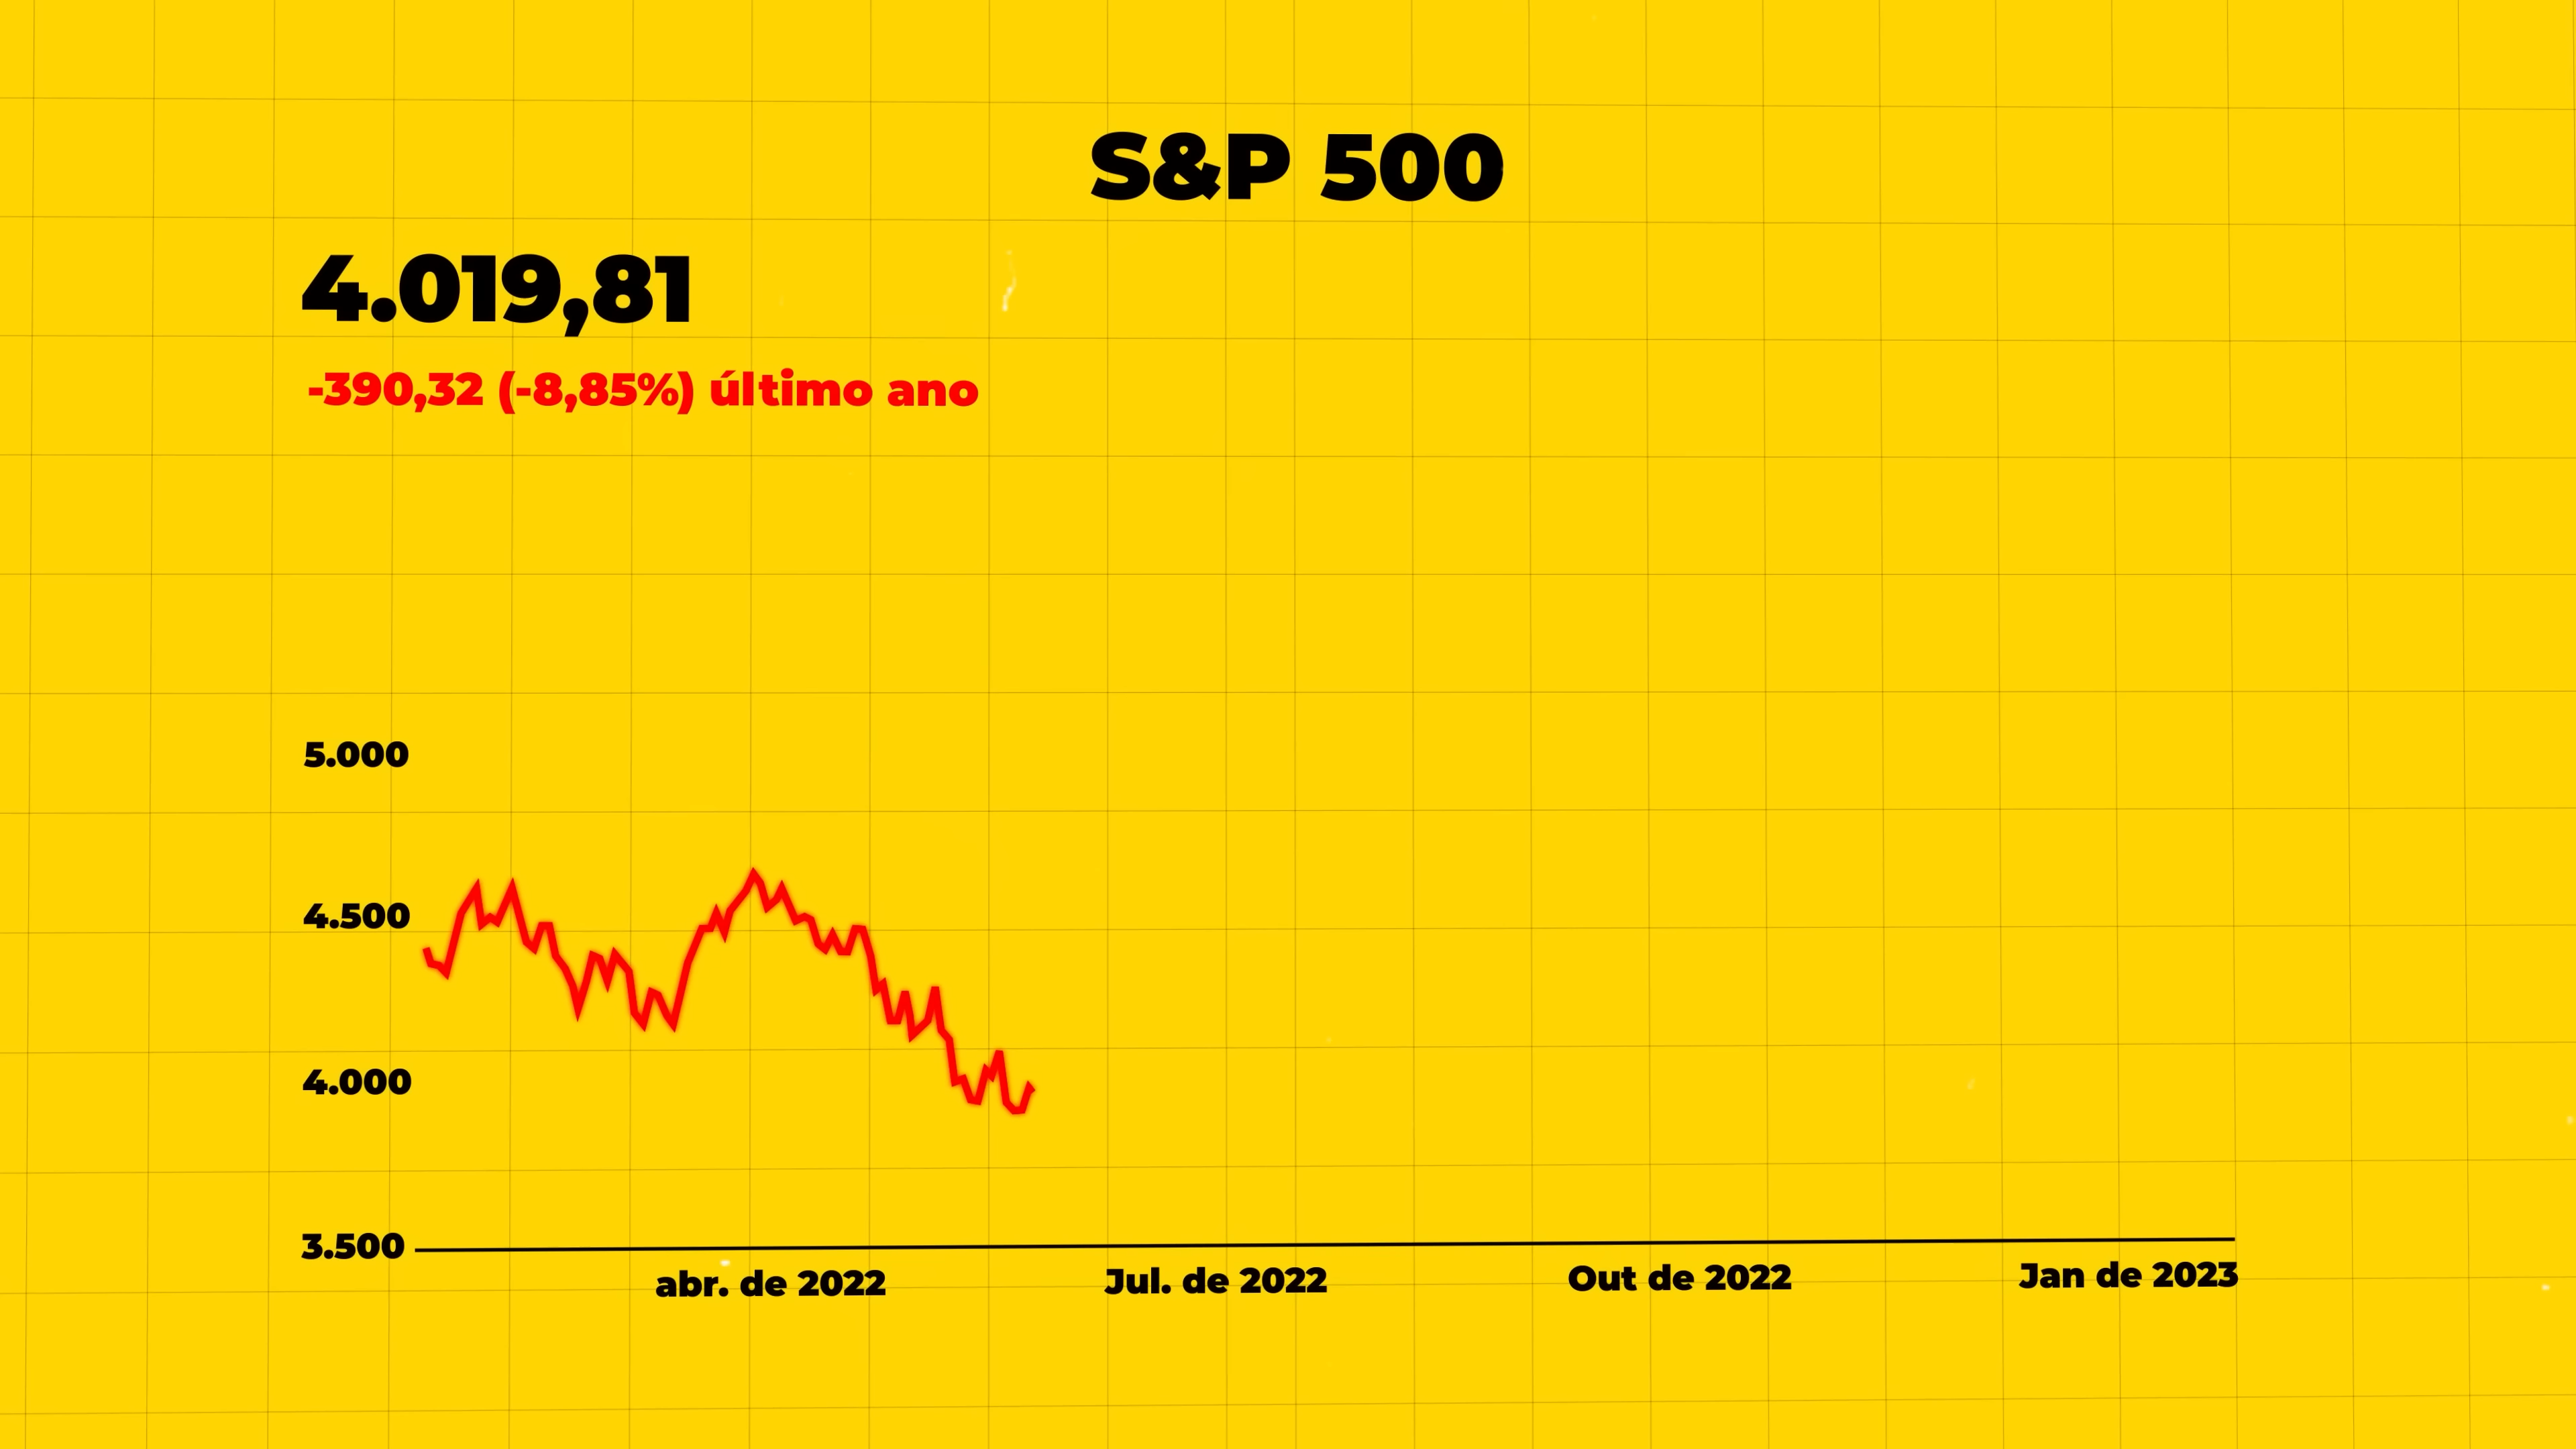 S&P 500
4.019,81
-390,32 (-8,85%) último ano
5.000
4.500
4.000
3.500
abr. de 2022
Jul. de 2022
Out de 2022
Jan de 2023